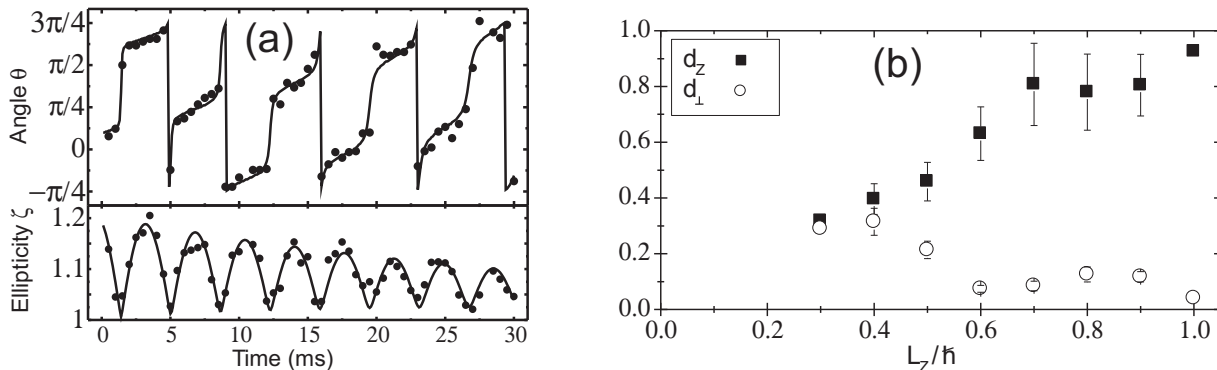 (a)
Angle θ
3π/4
π/2
π/4
0
−π/4
Ellipticity ζ
1.2
1.1
1
0 5 10 15 20 25 30
Time (ms)
(b)
d_Z
d_⊥
1.0
0.8
0.6
0.4
0.2
0.0
0.0 0.2 0.4 0.6 0.8 1.0
L_Z/ħ